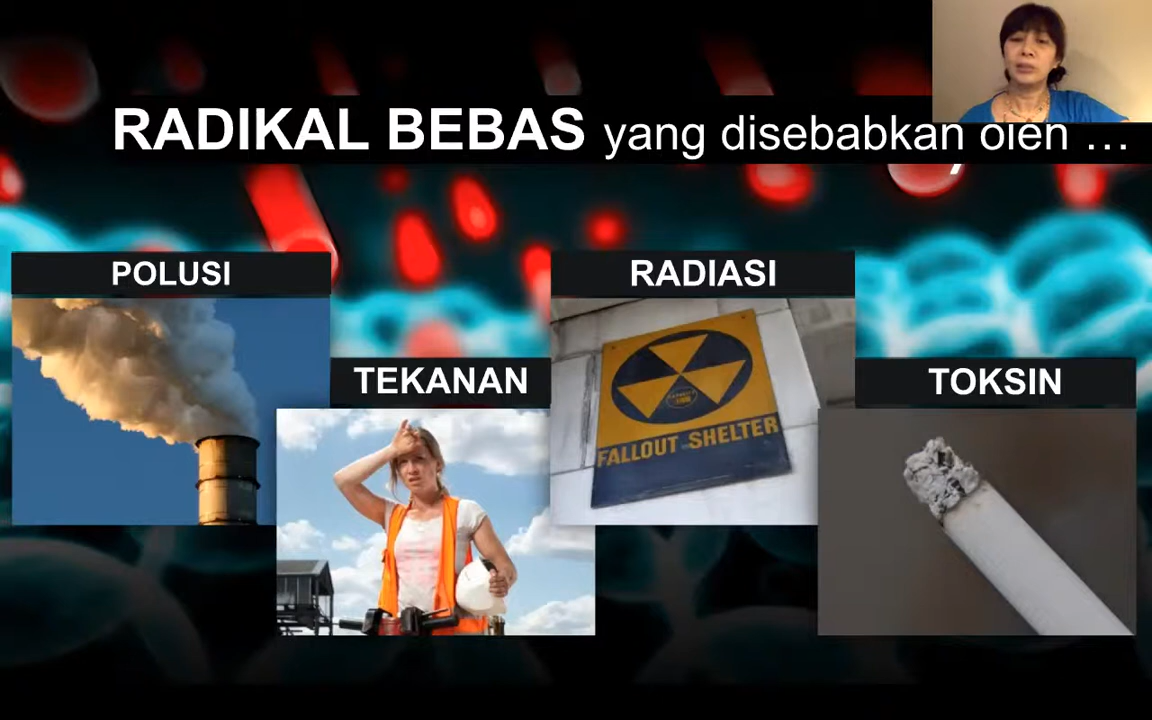 RADIKAL BEBAS yang disebabkan oleh …
POLUSI
RADIASI
TEKANAN
TOKSIN
FALLOUT SHELTER